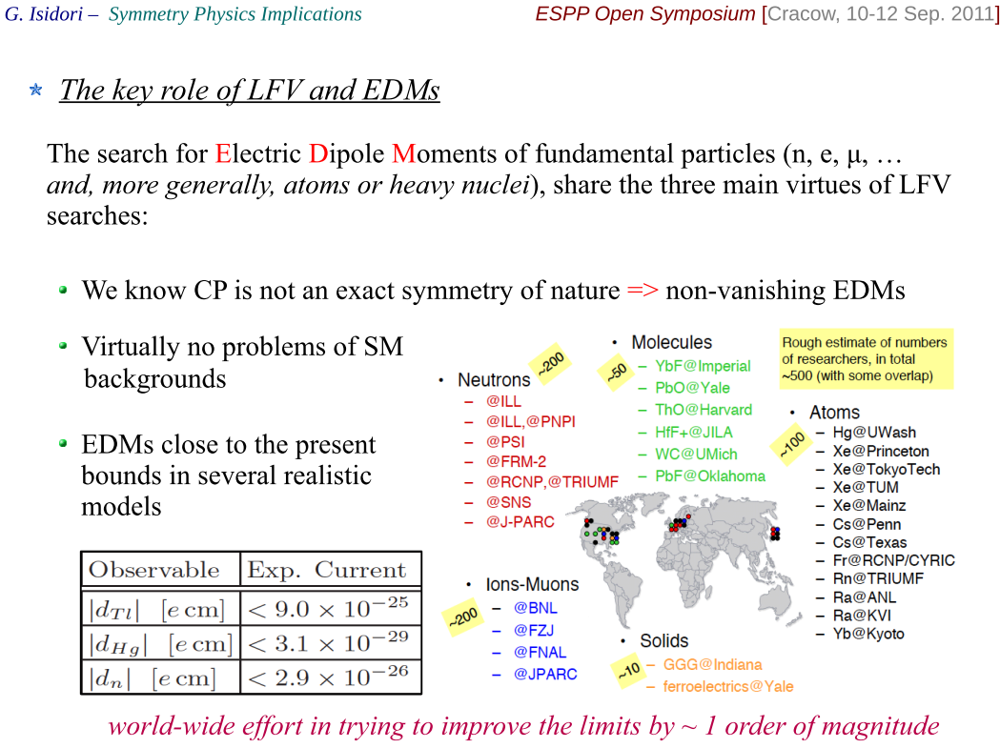 G. Isidori – Symmetry Physics Implications
ESPP Open Symposium [Cracow, 10-12 Sep. 2011]
The key role of LFV and EDMs
The search for Electric Dipole Moments of fundamental particles (n, e, μ, …
and, more generally, atoms or heavy nuclei), share the three main virtues of LFV
searches:
We know CP is not an exact symmetry of nature => non-vanishing EDMs
Virtually no problems of SM
backgrounds
EDMs close to the present
bounds in several realistic
models
Observable Exp. Current
|d_{Tl}| [e cm] < 9.0 × 10^{−25}
|d_{Hg}| [e cm] < 3.1 × 10^{−29}
|d_n| [e cm] < 2.9 × 10^{−26}
• Neutrons
~200
– @ILL
– @ILL,@PNPI
– @PSI
– @FRM-2
– @RCNP,@TRIUMF
– @SNS
– @J-PARC
• Molecules
~50
– YbF@Imperial
– PbO@Yale
– ThO@Harvard
– HfF+@JILA
– WC@UMich
– PbF@Oklahoma
Rough estimate of numbers
of researchers, in total
~500 (with some overlap)
• Atoms
~100
– Hg@UWash
– Xe@Princeton
– Xe@TokyoTech
– Xe@TUM
– Xe@Mainz
– Cs@Penn
– Cs@Texas
– Fr@RCNP/CYRIC
– Rn@TRIUMF
– Ra@ANL
– Ra@KVI
– Yb@Kyoto
• Ions-Muons
~200
– @BNL
– @FZJ
– @FNAL
– @JPARC
• Solids
~10
– GGG@Indiana
– ferroelectrics@Yale
world-wide effort in trying to improve the limits by ~ 1 order of magnitude